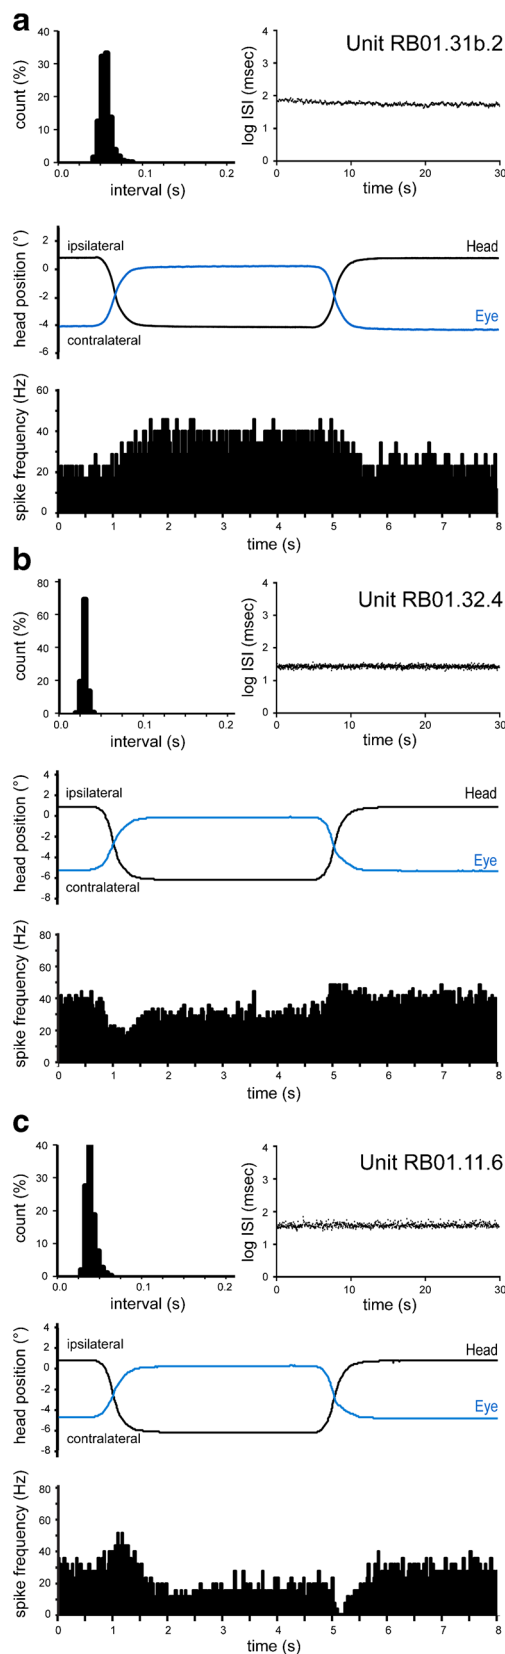 a
Unit RB01.31b.2
count (%)
40
30
20
10
0
0.0 0.1 0.2
interval (s)
log ISI (msec)
4
3
2
1
0
0 10 20 30
time (s)
head position (°)
2
0
-2
-4
-6
ipsilateral
contralateral
Head
Eye
spike frequency (Hz)
60
40
20
0
0 1 2 3 4 5 6 7 8
time (s)
b
Unit RB01.32.4
count (%)
80
60
40
20
0
0.0 0.1 0.2
interval (s)
log ISI (msec)
4
3
2
1
0
0 10 20 30
time (s)
head position (°)
4
2
0
-2
-4
-6
-8
ipsilateral
contralateral
Head
Eye
spike frequency (Hz)
80
60
40
20
0
0 1 2 3 4 5 6 7 8
time (s)
c
Unit RB01.11.6
count (%)
40
30
20
10
0
0.0 0.1 0.2
interval (s)
log ISI (msec)
4
3
2
1
0
0 10 20 30
time (s)
head position (°)
4
2
0
-2
-4
-6
-8
ipsilateral
contralateral
Head
Eye
spike frequency (Hz)
80
60
40
20
0
0 1 2 3 4 5 6 7 8
time (s)